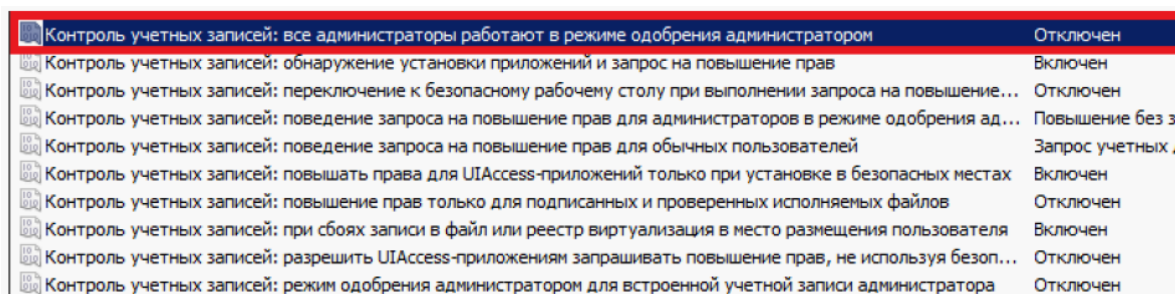 Контроль учетных записей: все администраторы работают в режиме одобрения администратором Отключен
Контроль учетных записей: обнаружение установки приложений и запрос на повышение прав Включен
Контроль учетных записей: переключение к безопасному рабочему столу при выполнении запроса на повышение... Отключен
Контроль учетных записей: поведение запроса на повышение прав для администраторов в режиме одобрения ад... Повышение без з
Контроль учетных записей: поведение запроса на повышение прав для обычных пользователей Запрос учетных
Контроль учетных записей: повышать права для UIAccess-приложений только при установке в безопасных местах Включен
Контроль учетных записей: повышение прав только для подписанных и проверенных исполняемых файлов Отключен
Контроль учетных записей: при сбоях записи в файл или реестр виртуализация в место размещения пользователя Включен
Контроль учетных записей: разрешить UIAccess-приложениям запрашивать повышение прав, не используя безоп... Отключен
Контроль учетных записей: режим одобрения администратором для встроенной учетной записи администратора Отключен